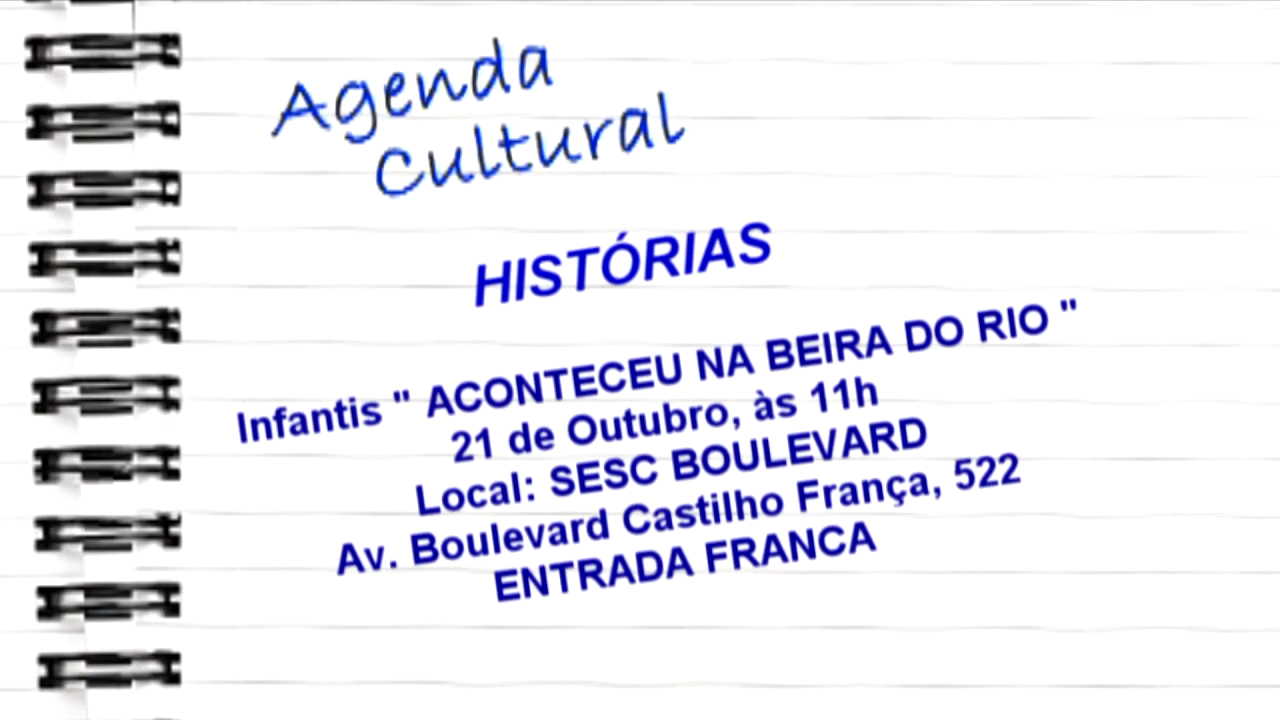 Agenda
Cultural
HISTÓRIAS
Infantis " ACONTECEU NA BEIRA DO RIO "
21 de Outubro, às 11h
Local: SESC BOULEVARD
Av. Boulevard Castilho França, 522
ENTRADA FRANCA